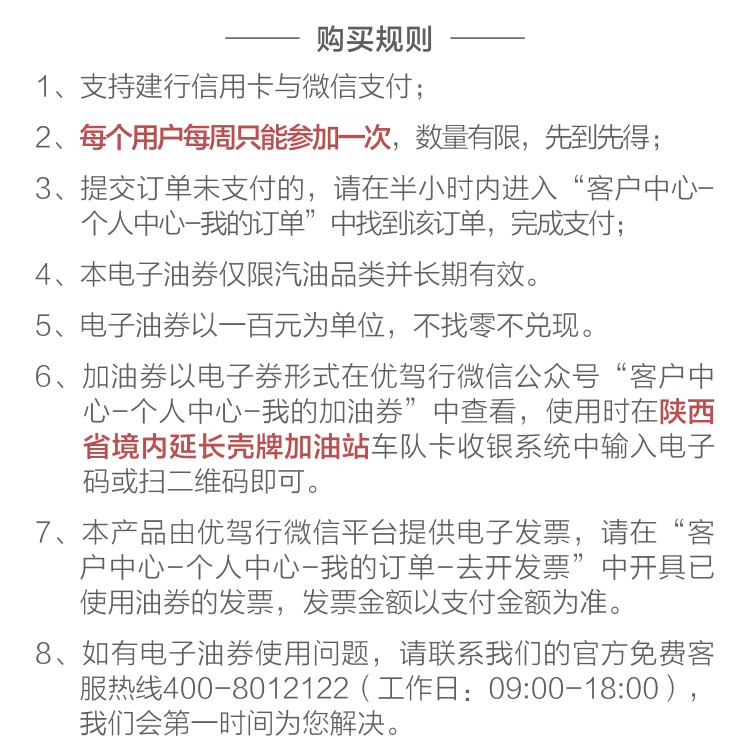 购买规则
1、支持建行信用卡与微信支付；
2、每个用户每周只能参加一次，数量有限，先到先得；
3、提交订单未支付的，请在半小时内进入“客户中心-
个人中心-我的订单”中找到该订单，完成支付；
4、本电子油券仅限汽油品类并长期有效。
5、电子油券以一百元为单位，不找零不兑现。
6、加油券以电子券形式在优驾行微信公众号“客户中
心-个人中心-我的加油券”中查看，使用时在陕西
省境内延长壳牌加油站车队卡收银系统中输入电子
码或扫二维码即可。
7、本产品由优驾行微信平台提供电子发票，请在“客
户中心-个人中心-我的订单-去开发票”中开具已
使用油券的发票，发票金额以支付金额为准。
8、如有电子油券使用问题，请联系我们的官方免费客
服热线400-8012122（工作日：09:00-18:00），
我们会第一时间为您解决。